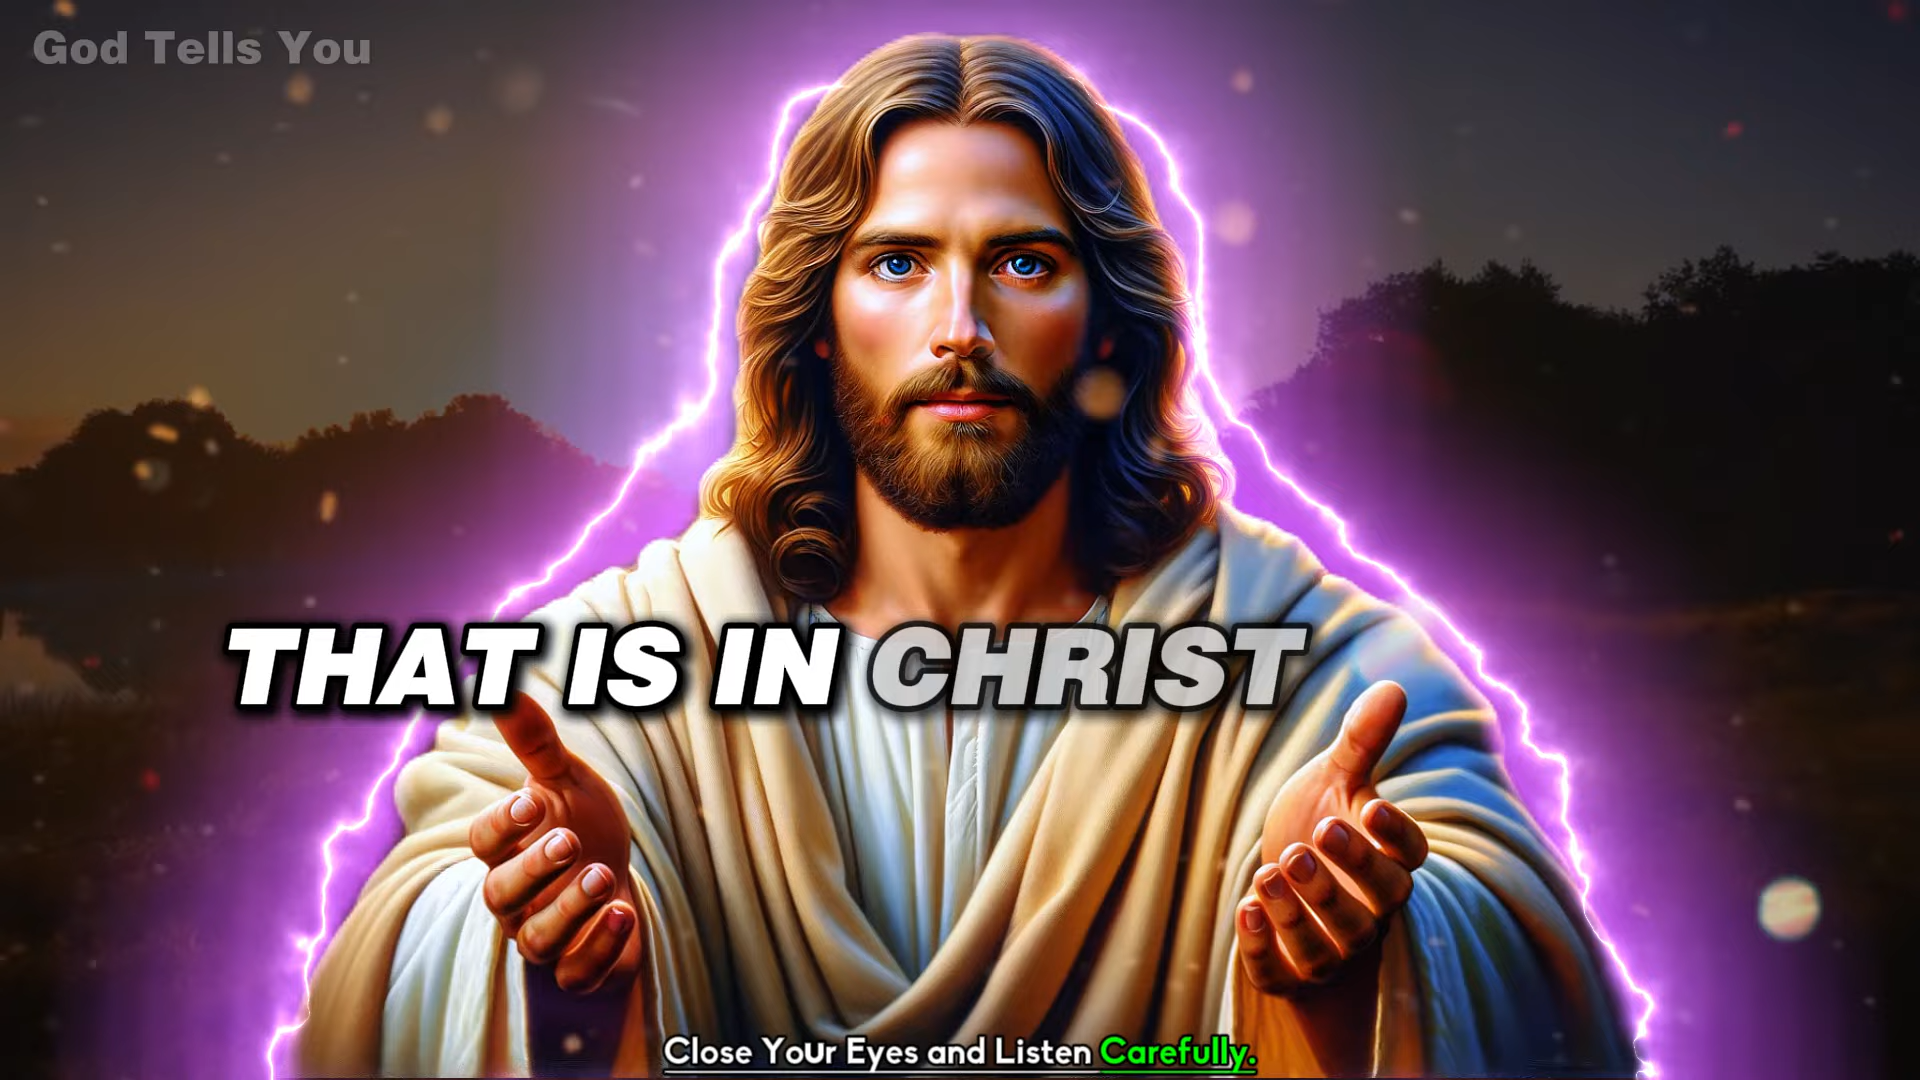 God Tells You
THAT IS IN CHRIST
Close Your Eyes and Listen Carefully.